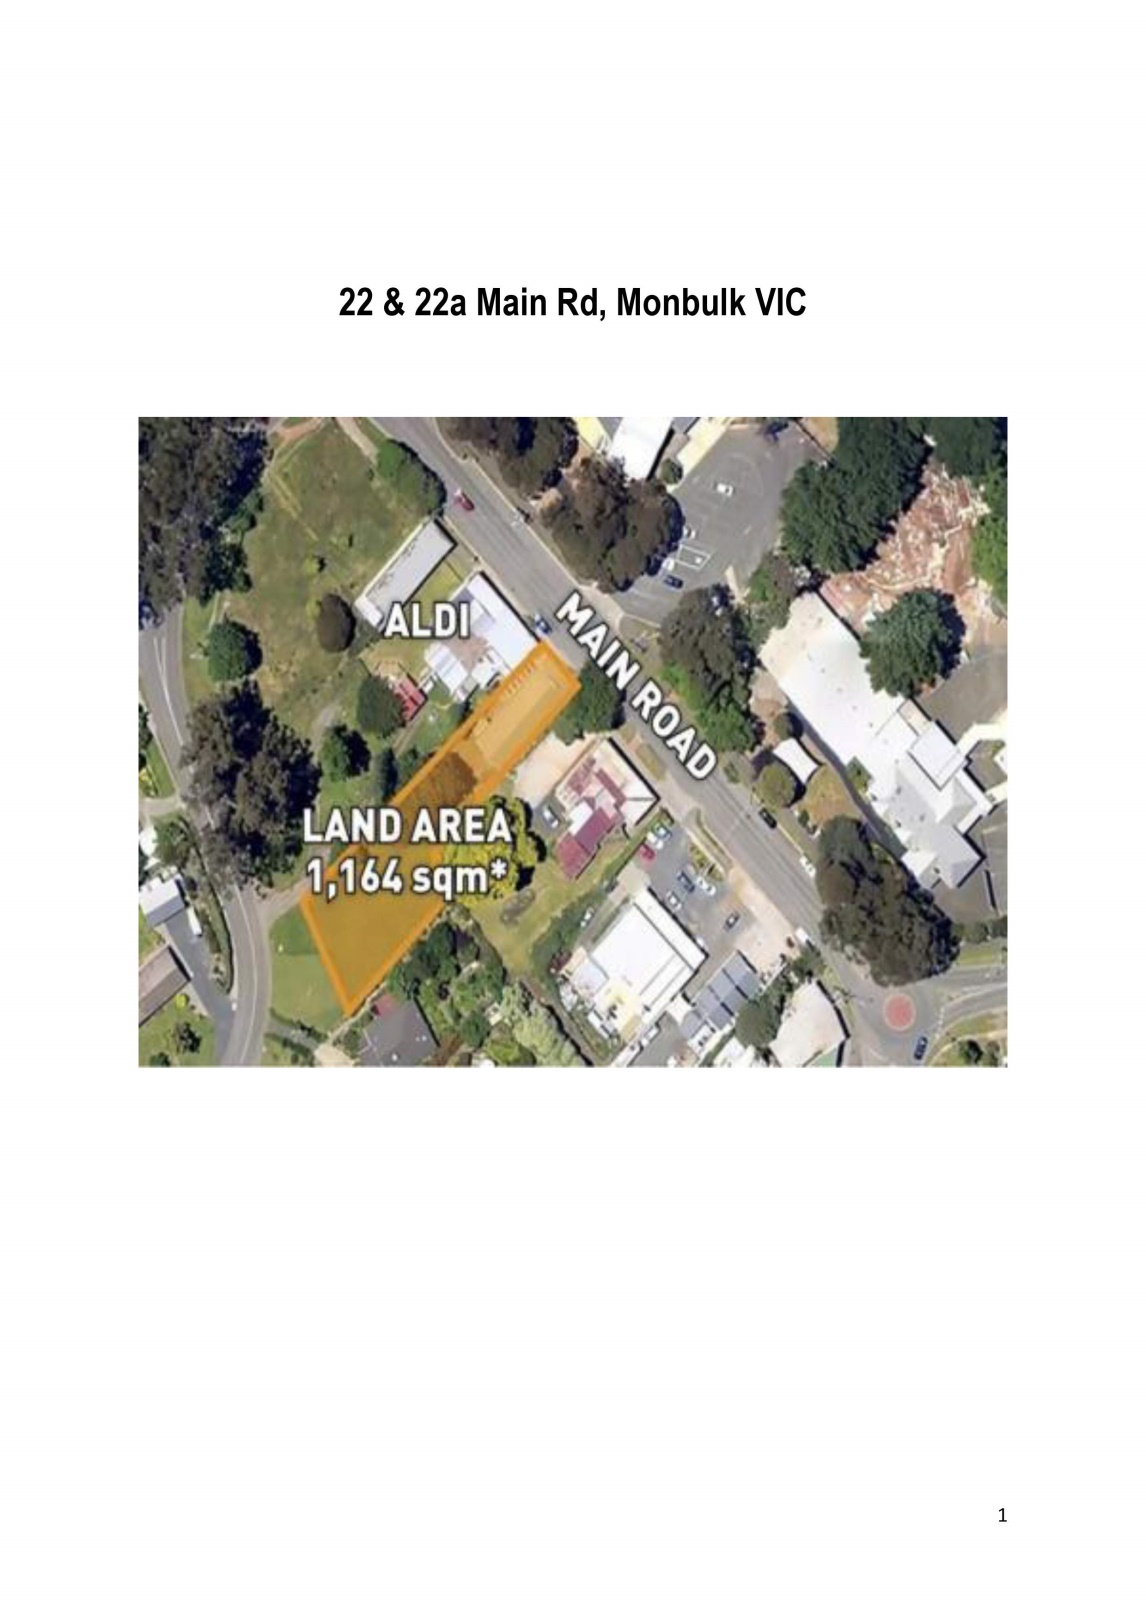 22 & 22a Main Rd, Monbulk VIC
ALDI
MAIN ROAD
LAND AREA
1,164 sqm*
1